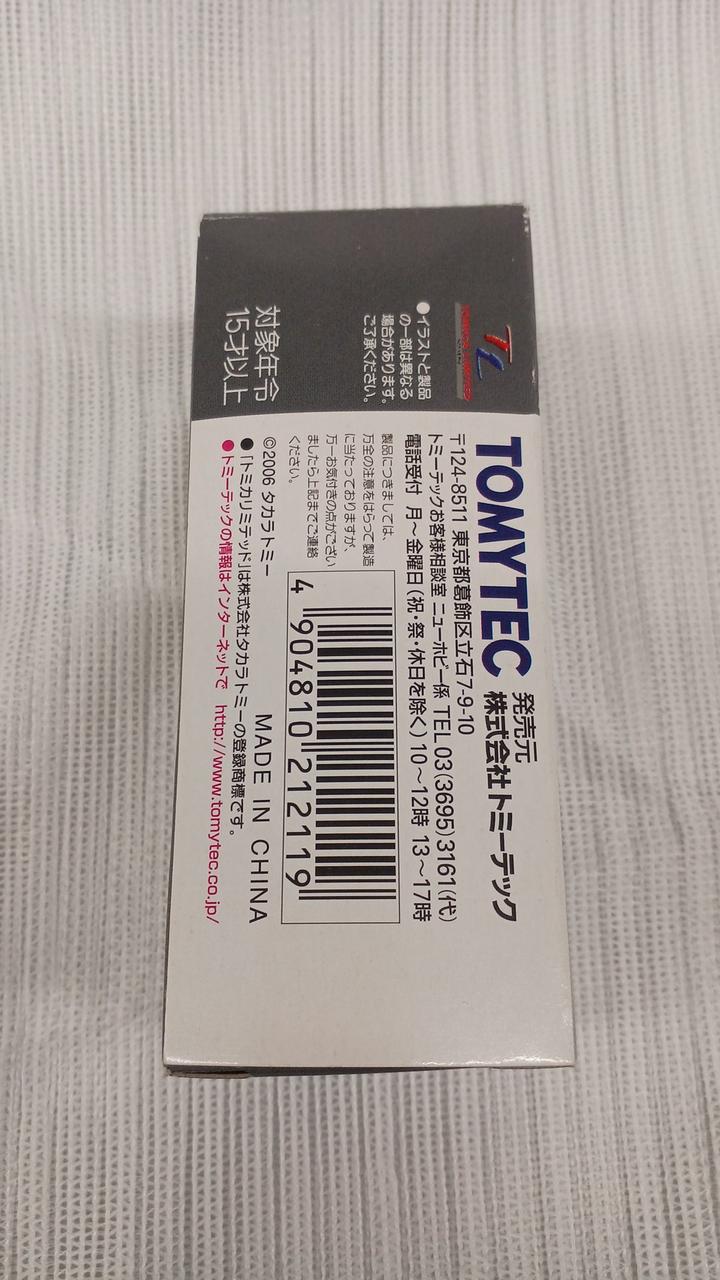 TL
TOMICA LIMITED
●イラストと製品
の一部は異なる
場合があります。
ご了承ください。
対象年令
15才以上
TOMYTEC
発売元
株式会社トミーテック
〒124-8511 東京都葛飾区立石7-9-10
トミーテックお客様相談室 ニューホビー係 TEL 03(3695)3161(代)
電話受付 月～金曜日(祝・祭・休日を除く) 10～12時 13～17時
製品につきましては、
万全の注意をはらって製造
に当たっておりますが、
万一お気付きの点がござい
ましたら上記までご連絡
ください。
4 904810 212119
©2006 タカラトミー
MADE IN CHINA
●「トミカリミテッド」は株式会社タカラトミーの登録商標です。
●トミーテックの情報はインターネットで http://www.tomytec.co.jp/